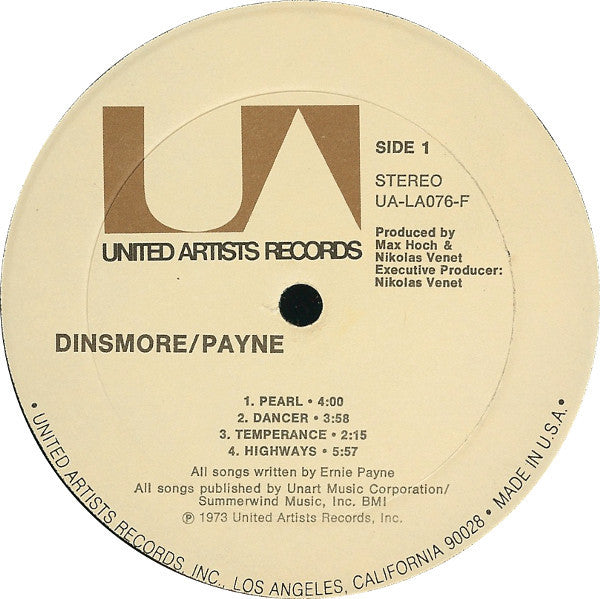 UA
UNITED ARTISTS RECORDS
SIDE 1
STEREO
UA-LA076-F
Produced by
Max Hoch &
Nikolas Venet
Executive Producer:
Nikolas Venet
DINSMORE/PAYNE
1. PEARL • 4:00
2. DANCER • 3:58
3. TEMPERANCE • 2:15
4. HIGHWAYS • 5:57
All songs written by Ernie Payne
All songs published by Unart Music Corporation/
Summerwind Music, Inc. BMI
℗ 1973 United Artists Records, Inc.
• UNITED ARTISTS RECORDS, INC., LOS ANGELES, CALIFORNIA 90028 • MADE IN U.S.A. •